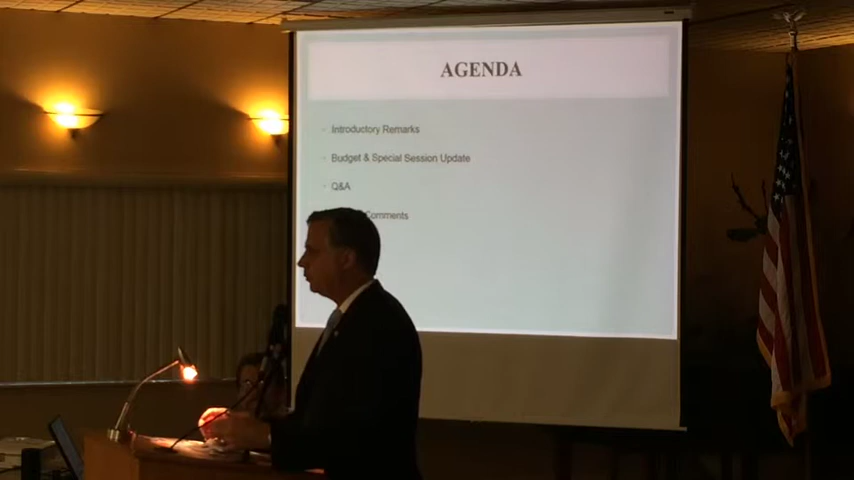 AGENDA
Introductory Remarks
Budget & Special Session Update
Q&A
Comments